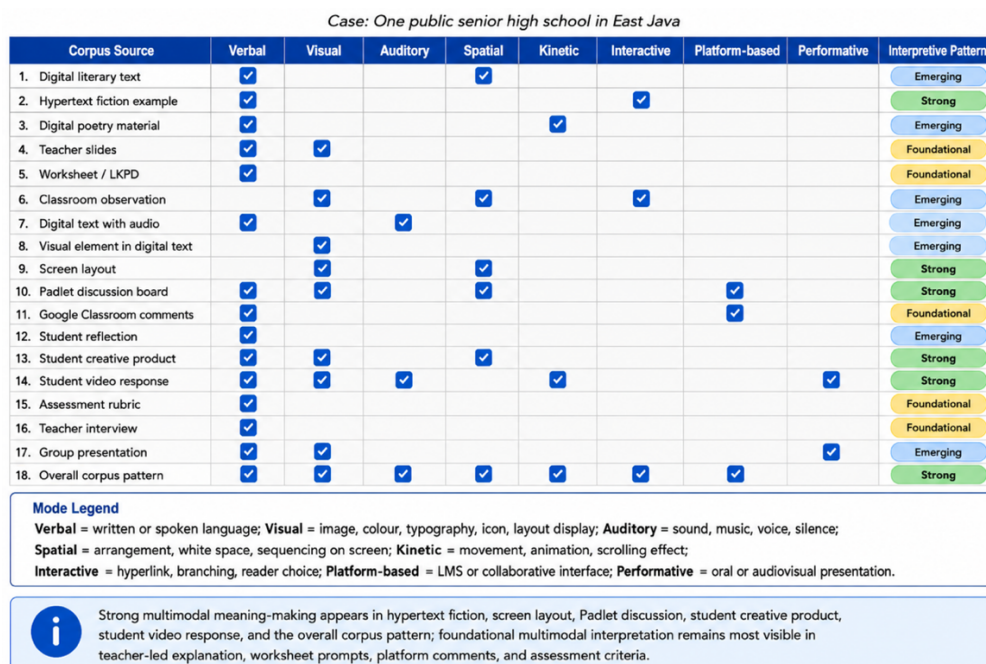 Case: One public senior high school in East Java
Corpus Source Verbal Visual Auditory Spatial Kinetic Interactive Platform-based Performative Interpretive Pattern
1. Digital literary text Emerging
2. Hypertext fiction example Strong
3. Digital poetry material Emerging
4. Teacher slides Foundational
5. Worksheet / LKPD Foundational
6. Classroom observation Emerging
7. Digital text with audio Emerging
8. Visual element in digital text Emerging
9. Screen layout Strong
10. Padlet discussion board Strong
11. Google Classroom comments Foundational
12. Student reflection Emerging
13. Student creative product Strong
14. Student video response Strong
15. Assessment rubric Foundational
16. Teacher interview Foundational
17. Group presentation Emerging
18. Overall corpus pattern Strong
Mode Legend
Verbal = written or spoken language; Visual = image, colour, typography, icon, layout display; Auditory = sound, music, voice, silence;
Spatial = arrangement, white space, sequencing on screen; Kinetic = movement, animation, scrolling effect;
Interactive = hyperlink, branching, reader choice; Platform-based = LMS or collaborative interface; Performative = oral or audiovisual presentation.
Strong multimodal meaning-making appears in hypertext fiction, screen layout, Padlet discussion, student creative product,
student video response, and the overall corpus pattern; foundational multimodal interpretation remains most visible in
teacher-led explanation, worksheet prompts, platform comments, and assessment criteria.